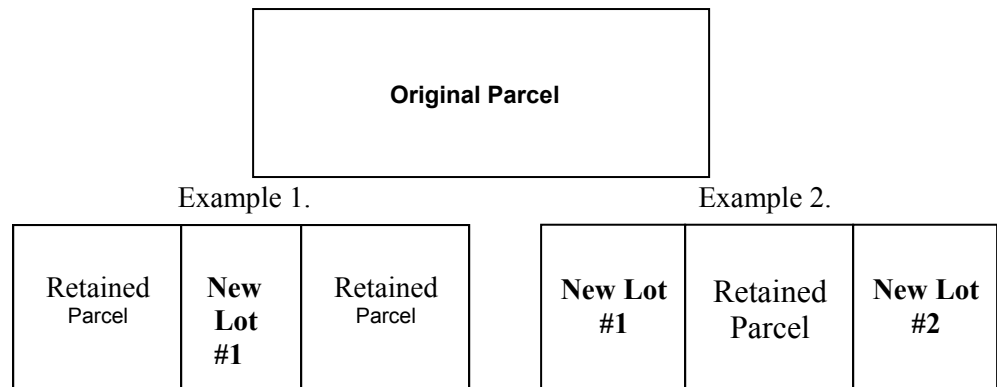 Original Parcel
Example 1.
Example 2.
Retained
Parcel
New
Lot
#1
Retained
Parcel
New Lot
#1
Retained
Parcel
New Lot
#2